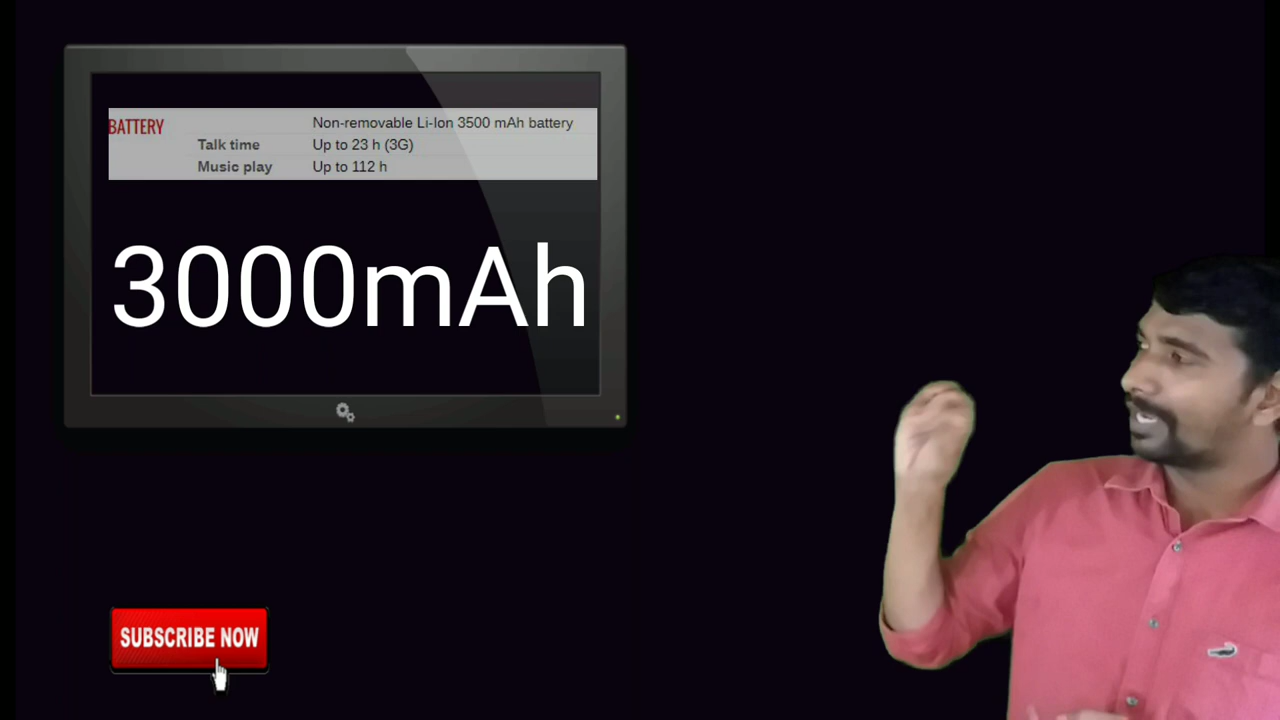 BATTERY Non-removable Li-Ion 3500 mAh battery
Talk time Up to 23 h (3G)
Music play Up to 112 h
3000mAh
SUBSCRIBE NOW